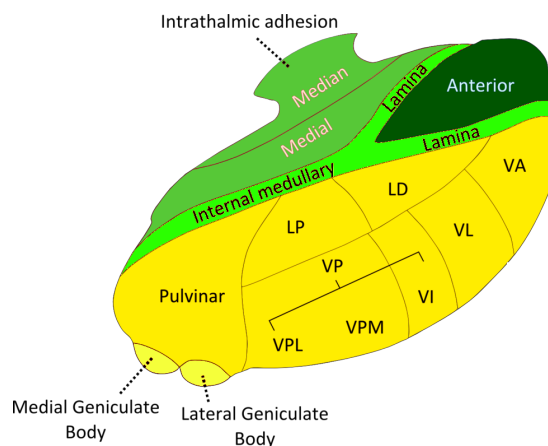 Intrathalmic adhesion
Median
Lamina
Anterior
Medial
Lamina
Internal medullary
VA
LD
LP
VL
VP
Pulvinar
VI
VPM
VPL
Medial Geniculate
Body
Lateral Geniculate
Body